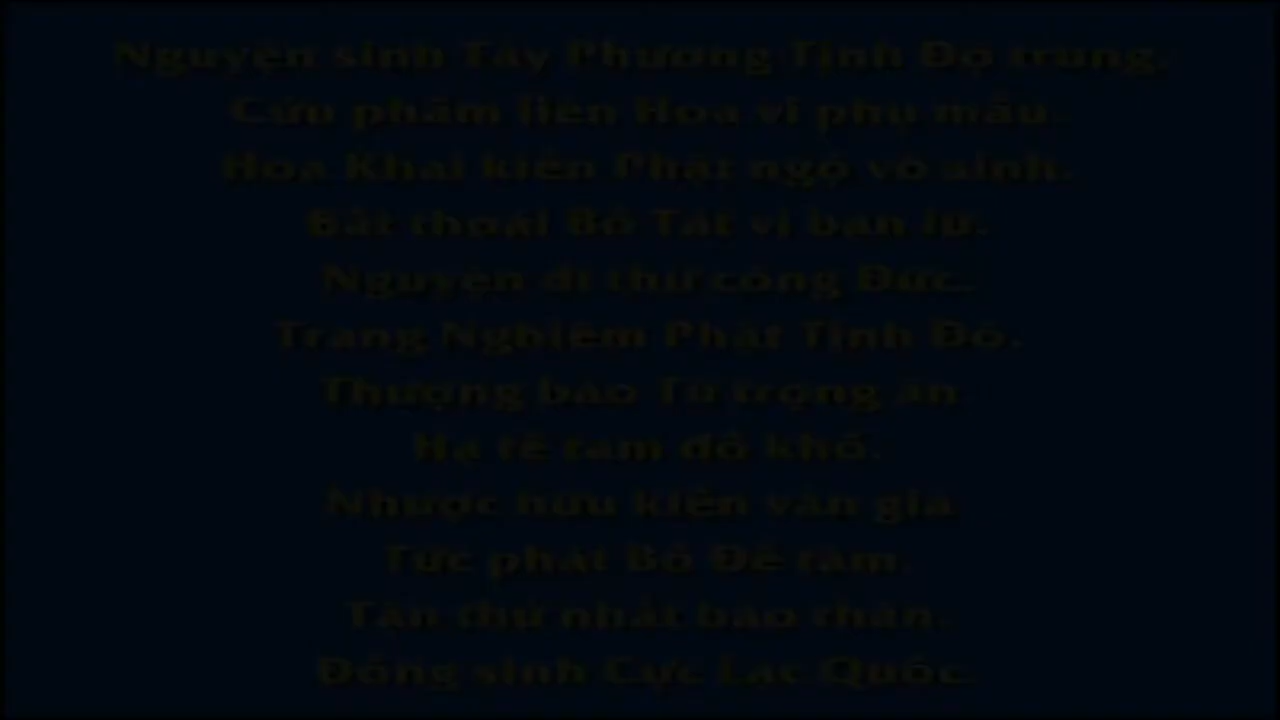 Nguyện sinh Tây Phương Tịnh Độ trung.
Cửu phẩm liên Hoa vi phụ mẫu.
Hoa Khai kiến Phật ngộ vô sinh.
Bất thoái Bồ Tát vi bạn lữ.
Nguyện dĩ thử công Đức.
Trang Nghiêm Phật Tịnh Độ.
Thượng báo Tứ trọng ân
Hạ tế tam đồ khổ.
Nhược hữu kiến văn giả
Tức phát Bồ Đề tâm.
Tận thử nhất báo thân.
Đồng sinh Cực Lạc Quốc.